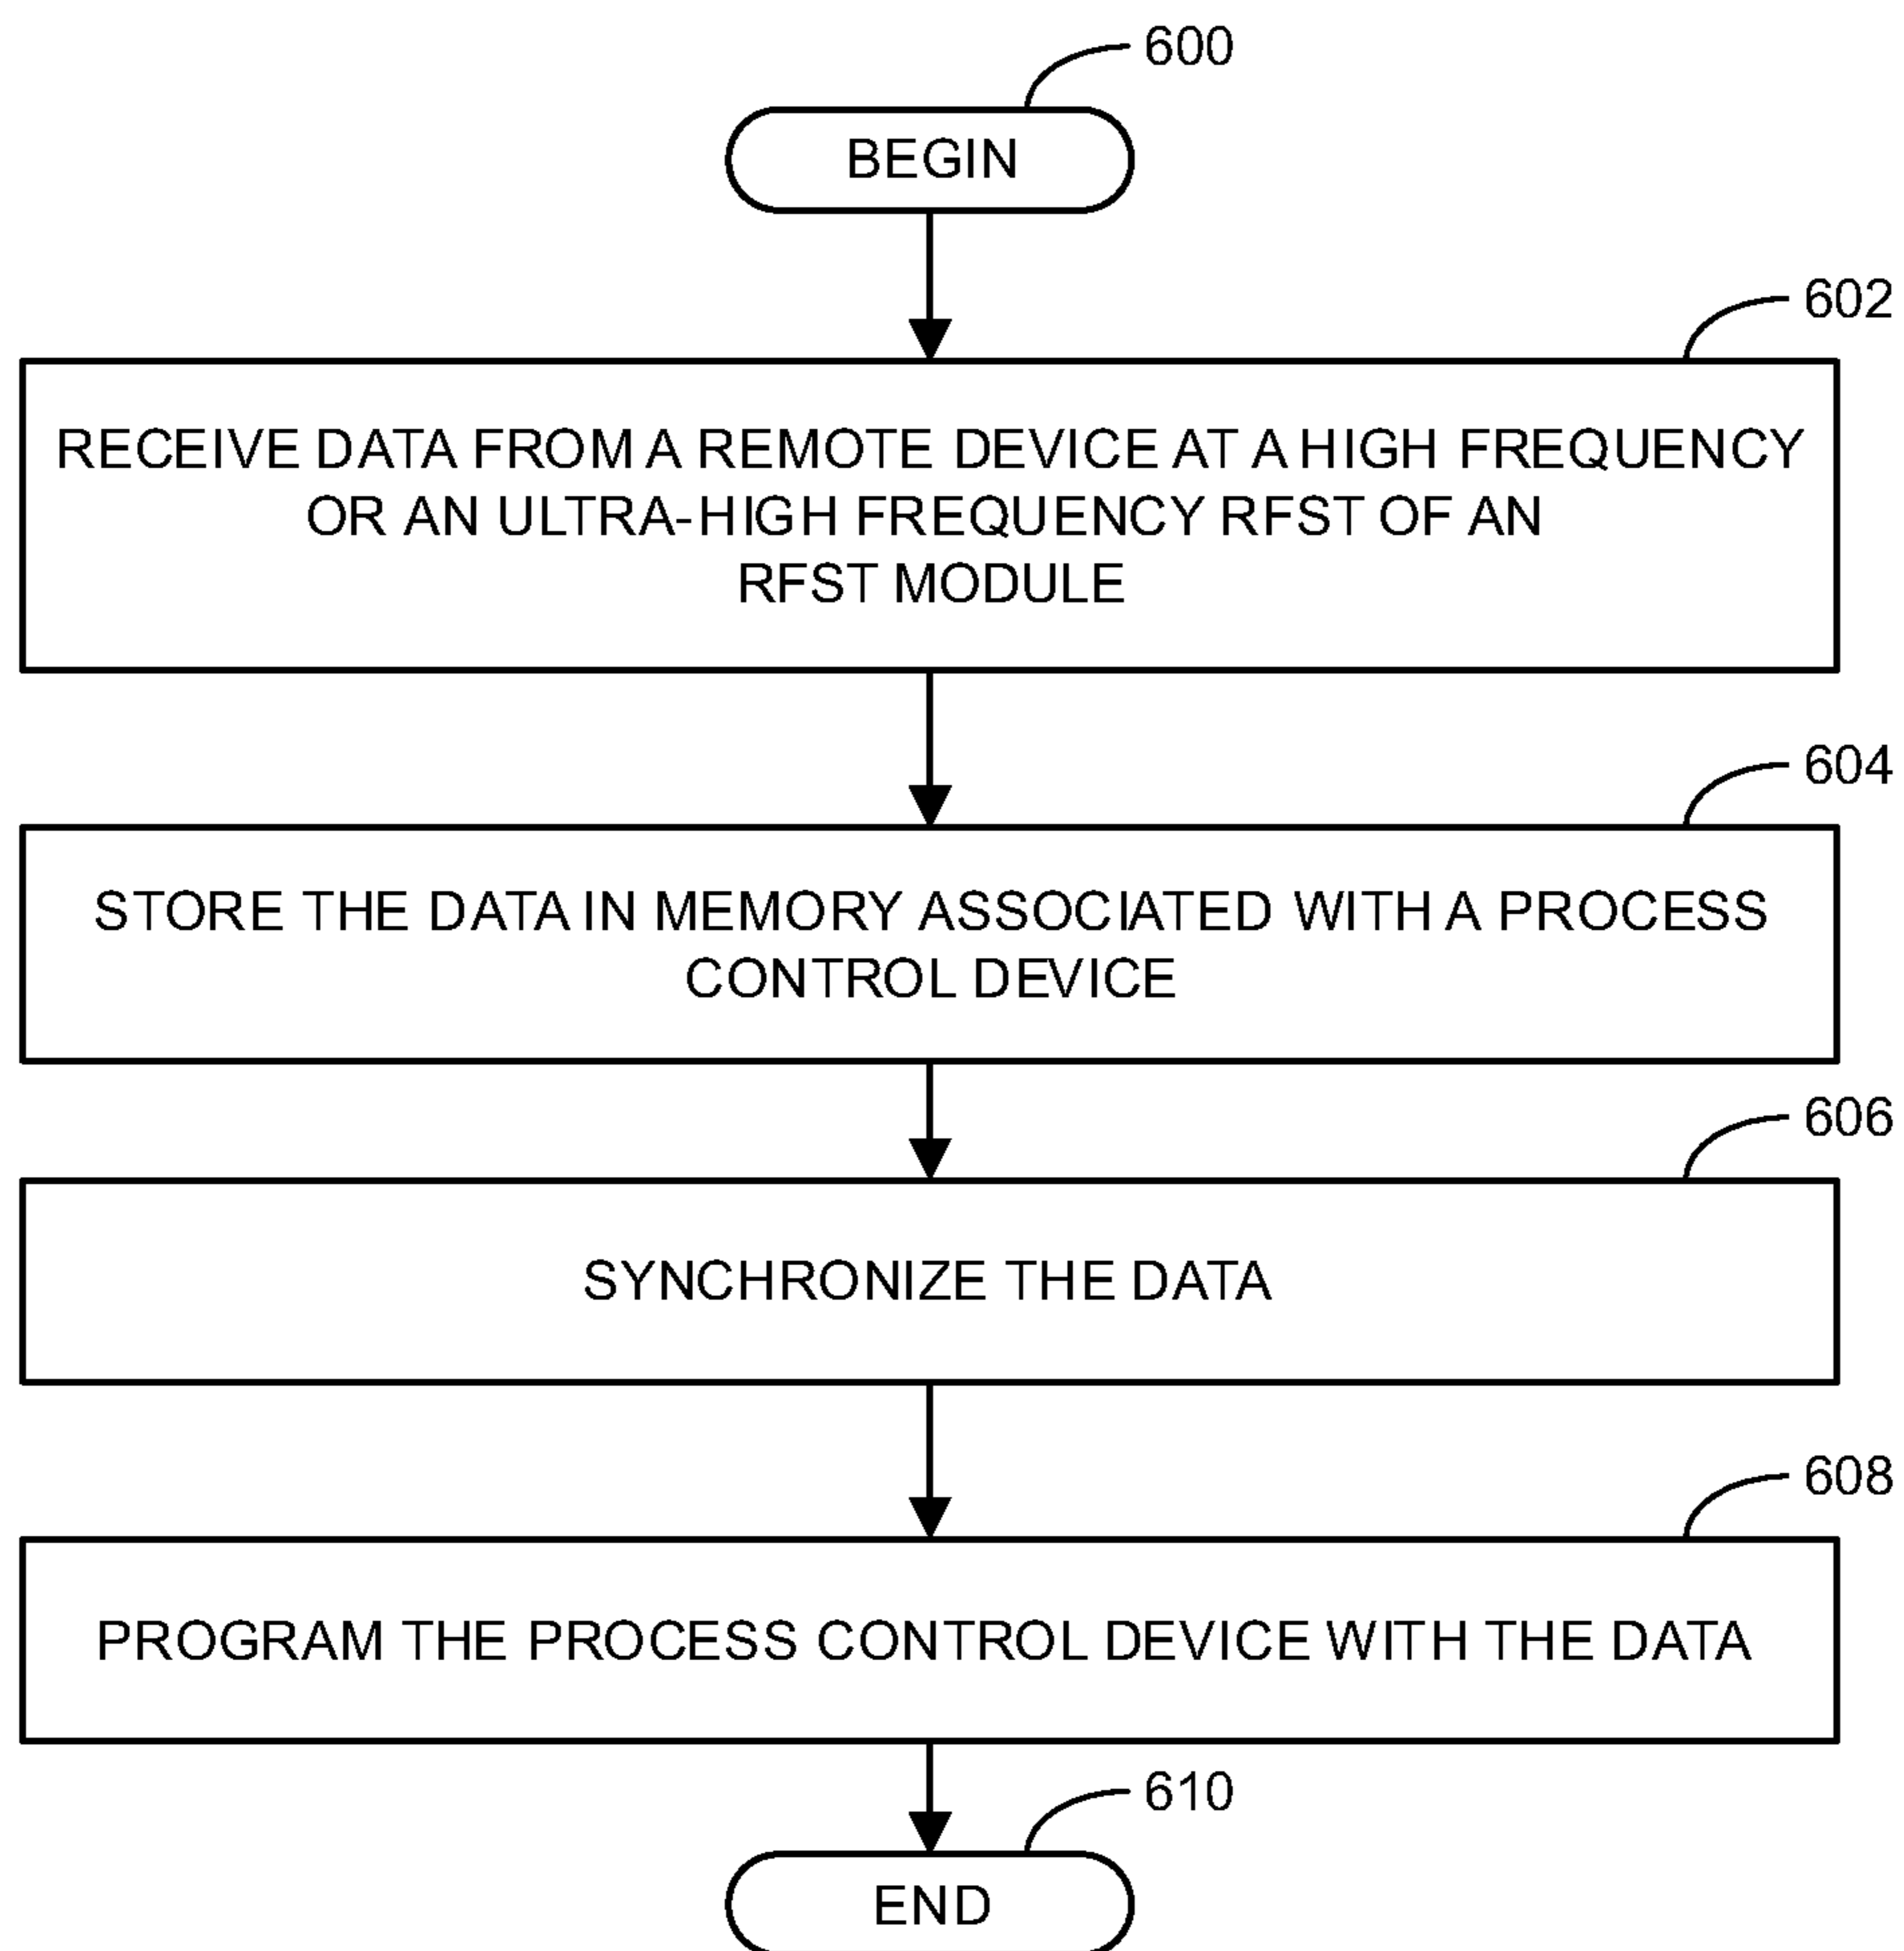 600
BEGIN
602
RECEIVE DATA FROM A REMOTE DEVICE AT A HIGH FREQUENCY
OR AN ULTRA-HIGH FREQUENCY RFST OF AN
RFST MODULE
604
STORE THE DATA IN MEMORY ASSOCIATED WITH A PROCESS
CONTROL DEVICE
606
SYNCHRONIZE THE DATA
608
PROGRAM THE PROCESS CONTROL DEVICE WITH THE DATA
610
END